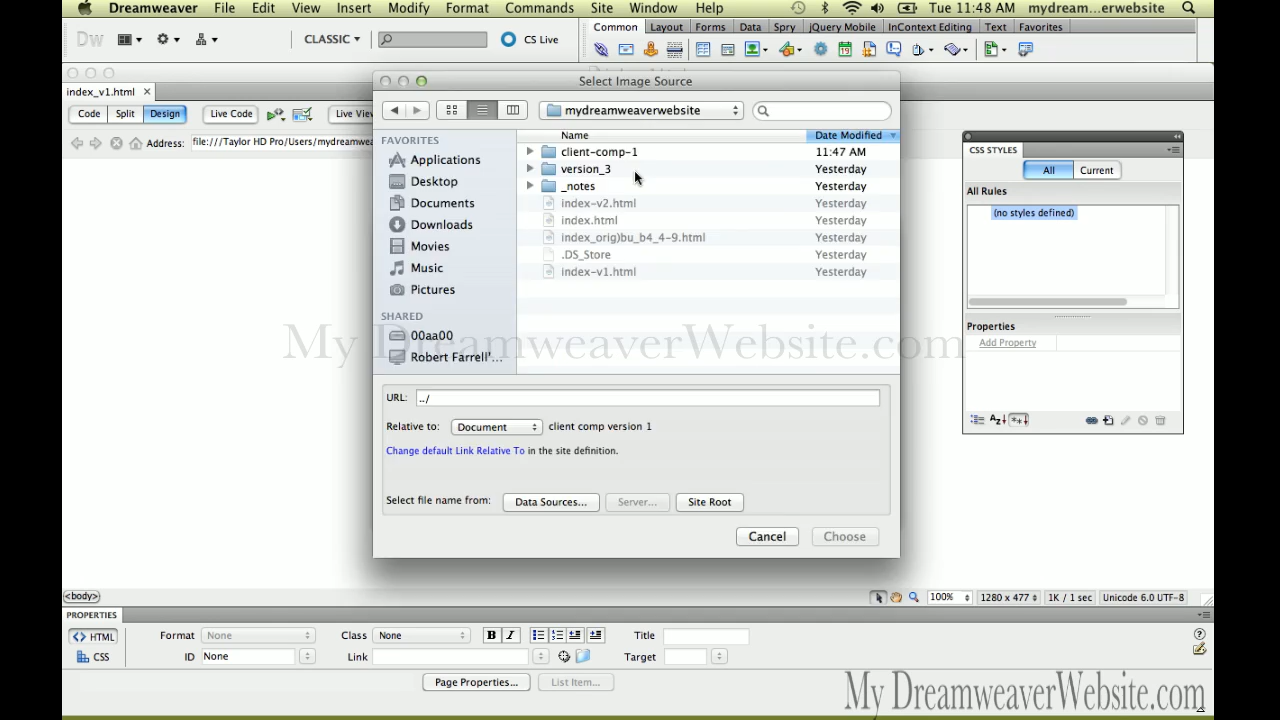 Dreamweaver File Edit View Insert Modify Format Commands Site Window Help Tue 11:48 AM mydream...erwebsite
Dw CLASSIC CS Live
Common Layout Forms Data Spry jQuery Mobile InContext Editing Text Favorites
index_v1.html
Code Split Design Live Code Live View
Address: file:///Taylor HD Pro/Users/mydreamwea
Select Image Source
mydreamweaverwebsite
FAVORITES
Applications
Desktop
Documents
Downloads
Movies
Music
Pictures
SHARED
00aa00
Robert Farrell'...
Name Date Modified
client-comp-1 11:47 AM
version_3 Yesterday
_notes Yesterday
index-v2.html Yesterday
index.html Yesterday
index_orig)bu_b4_4-9.html Yesterday
.DS_Store Yesterday
index-v1.html Yesterday
My DreamweaverWebsite.com
URL: ../
Relative to: Document client comp version 1
Change default Link Relative To in the site definition.
Select file name from: Data Sources... Server... Site Root
Cancel Choose
CSS STYLES
All Current
All Rules
(no styles defined)
Properties
Add Property
<body> 100% 1280 x 477 1K / 1 sec Unicode 6.0 UTF-8
PROPERTIES
<> HTML Format None Class None B I Title
CSS ID None Link Target
Page Properties... List Item...
My DreamweaverWebsite.com